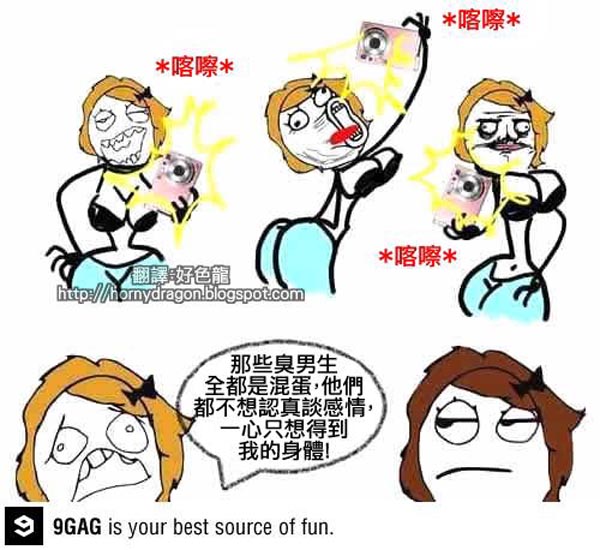 *喀嚓*
*喀嚓*
*喀嚓*
翻譯:好色龍
http://hornydragon.blogspot.com
那些臭男生
全都是混蛋,他們
都不想認真談感情,
一心只想得到
我的身體!
9GAG is your best source of fun.